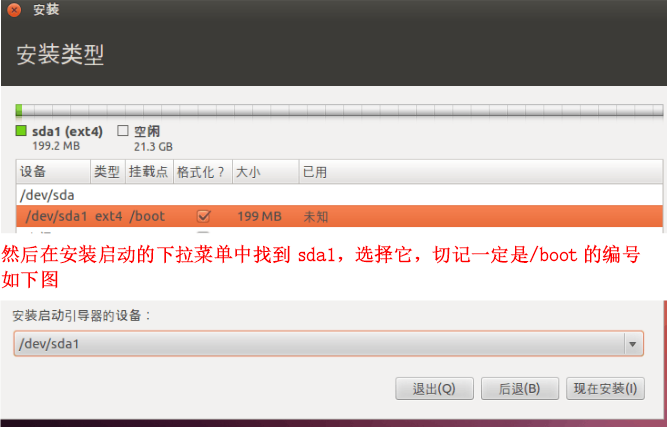 安装
安装类型
sda1 (ext4) 空闲
199.2 MB 21.3 GB
设备 类型 挂载点 格式化？ 大小 已用
/dev/sda
/dev/sda1 ext4 /boot 199 MB 未知
然后在安装启动的下拉菜单中找到 sda1，选择它，切记一定是/boot 的编号
如下图
安装启动引导器的设备：
/dev/sda1
退出(Q) 后退(B) 现在安装(I)